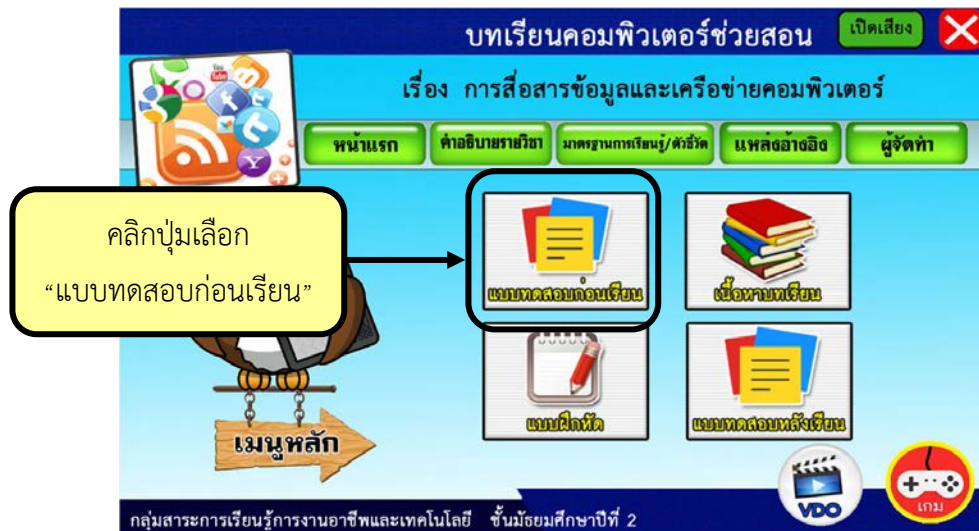 บทเรียนคอมพิวเตอร์ช่วยสอน
เปิดเสียง
เรื่อง การสื่อสารข้อมูลและเครือข่ายคอมพิวเตอร์
You
Tube
หน้าแรก
คำอธิบายรายวิชา
มาตรฐานการเรียนรู้/ตัวชี้วัด
แหล่งอ้างอิง
ผู้จัดทำ
คลิกปุ่มเลือก
“แบบทดสอบก่อนเรียน”
แบบทดสอบก่อนเรียน
เนื้อหาบทเรียน
แบบฝึกหัด
แบบทดสอบหลังเรียน
เมนูหลัก
VDO
เกม
กลุ่มสาระการเรียนรู้การงานอาชีพและเทคโนโลยี ชั้นมัธยมศึกษาปีที่ 2